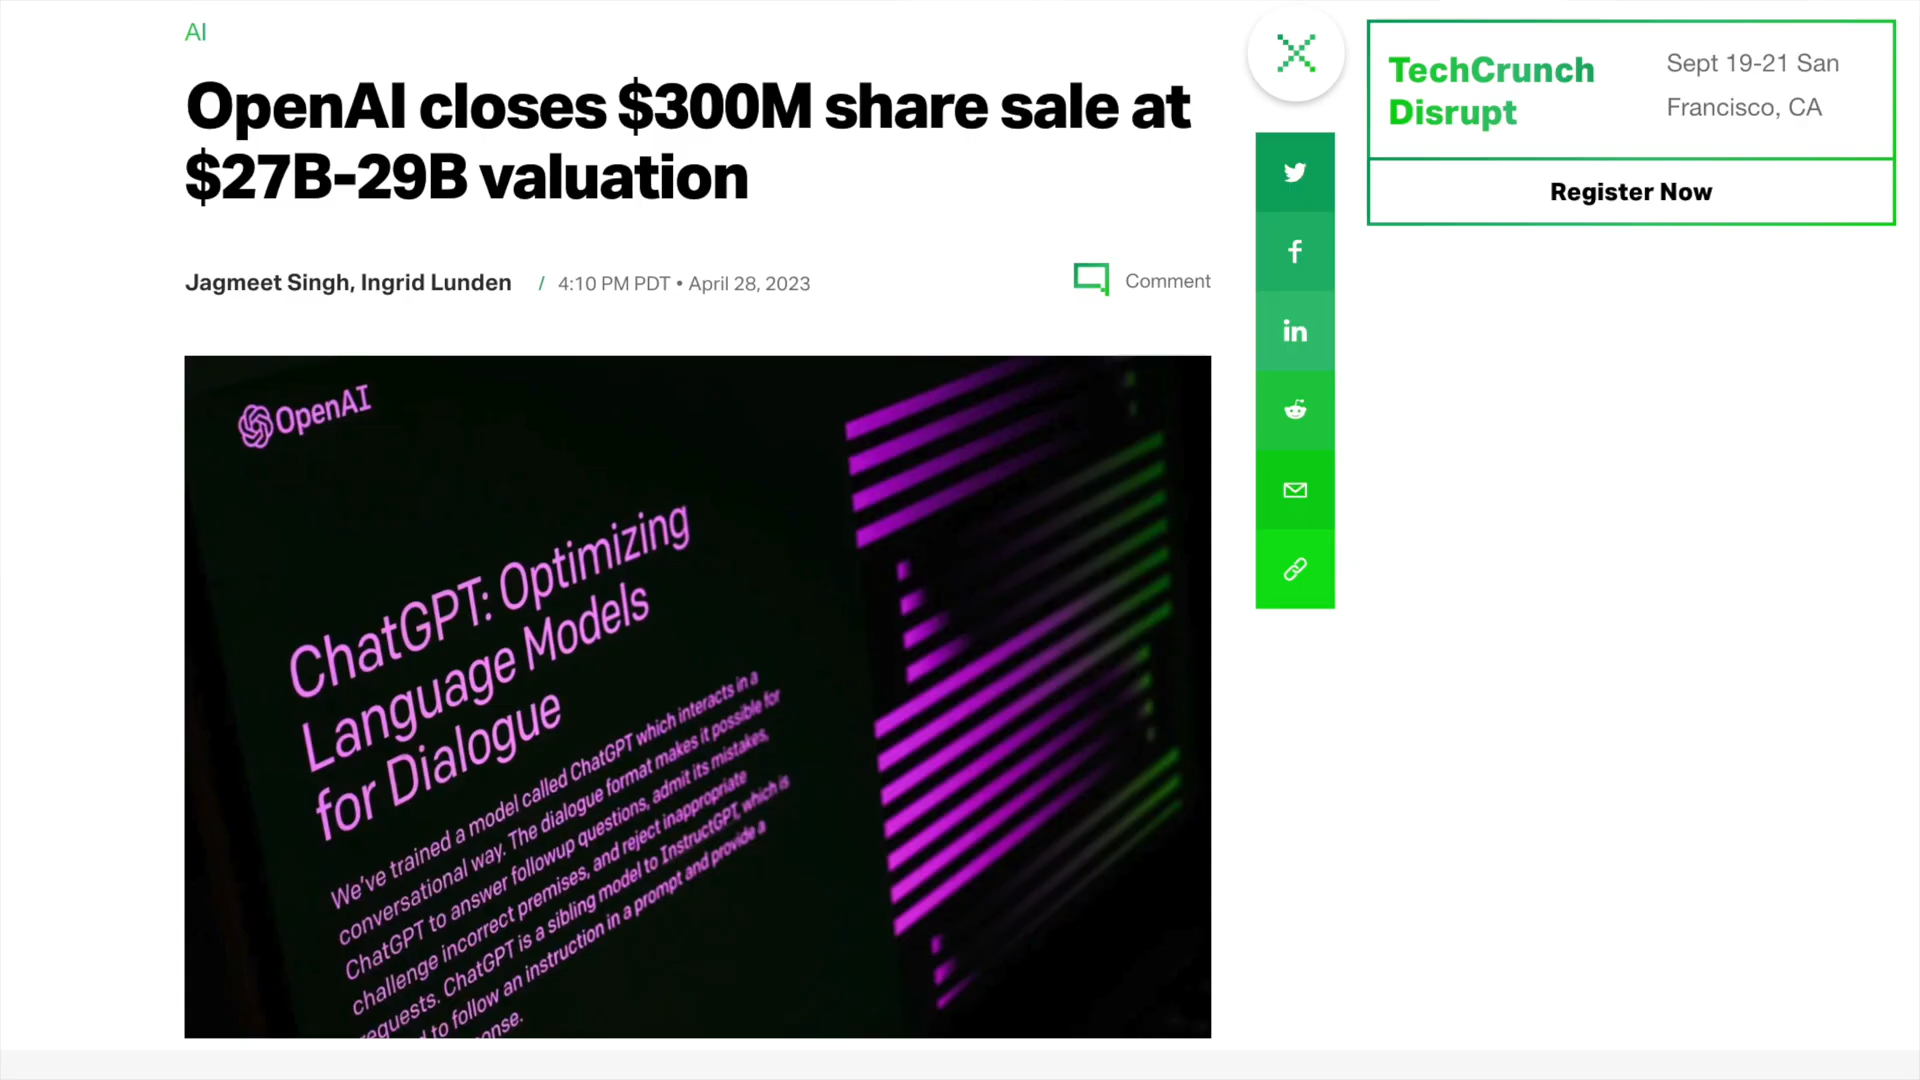 AI
OpenAI closes $300M share sale at
$27B-29B valuation
Jagmeet Singh, Ingrid Lunden / 4:10 PM PDT • April 28, 2023
Comment
TechCrunch
Disrupt
Sept 19-21 San
Francisco, CA
Register Now
f
in
OpenAI
ChatGPT: Optimizing
Language Models
for Dialogue
We've trained a model called ChatGPT which interacts in a
conversational way. The dialogue format makes it possible for
ChatGPT to answer followup questions, admit its mistakes,
challenge incorrect premises, and reject inappropriate
requests. ChatGPT is a sibling model to InstructGPT, which is
to follow an instruction in a prompt and provide a